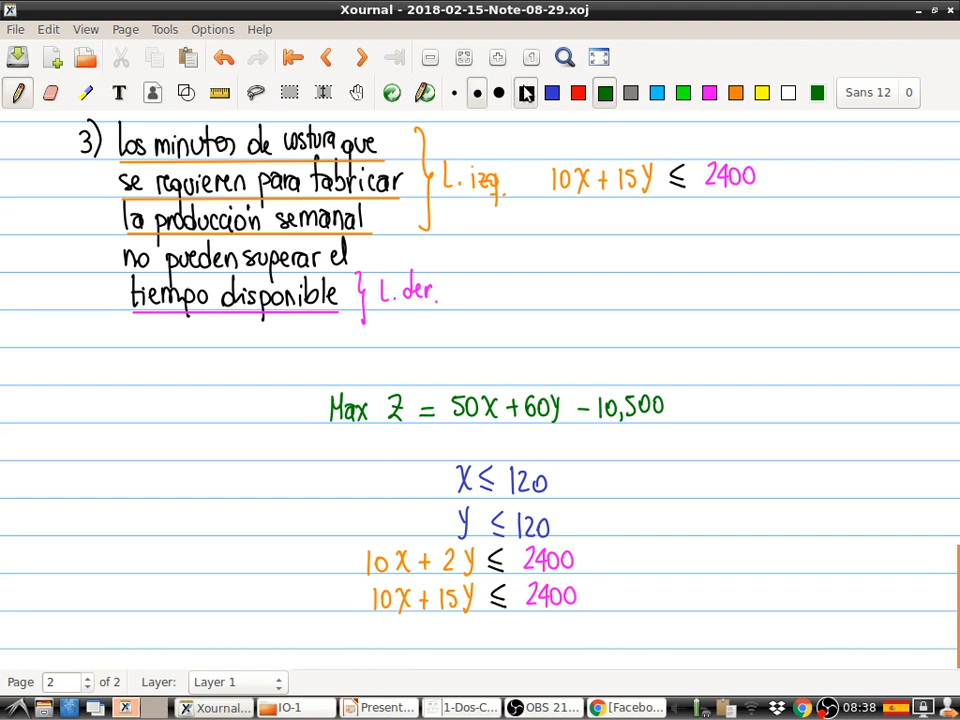 Xournal - 2018-02-15-Note-08-29.xoj
File Edit View Page Tools Options Help
Sans 12 0
3) Los minutos de costura que
se requieren para fabricar
la producción semanal
no pueden superar el
tiempo disponible
L. izq.
10X + 15Y ≤ 2400
L. der.
Max Z = 50X + 60Y - 10,500
X ≤ 120
Y ≤ 120
10X + 2Y ≤ 2400
10X + 15Y ≤ 2400
Page 2 of 2 Layer: Layer 1
Xournal... IO-1 Present... 1-Dos-C... OBS 21... [Facebo... 08:38